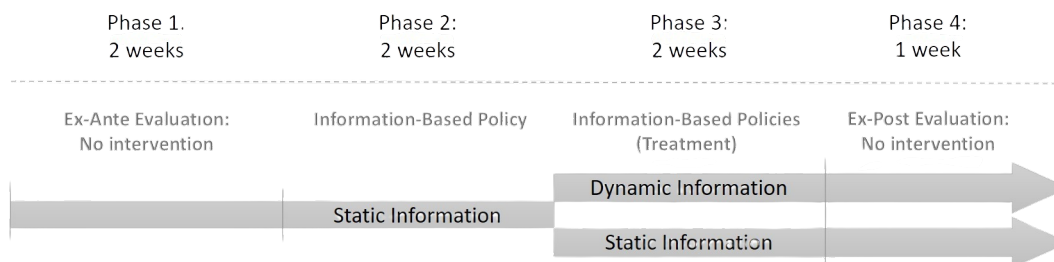 Phase 1.
2 weeks
Phase 2:
2 weeks
Phase 3:
2 weeks
Phase 4:
1 week
Ex-Ante Evaluation:
No intervention
Information-Based Policy
Information-Based Policies
(Treatment)
Ex-Post Evaluation:
No intervention
Dynamic Information
Static Information
Static Information